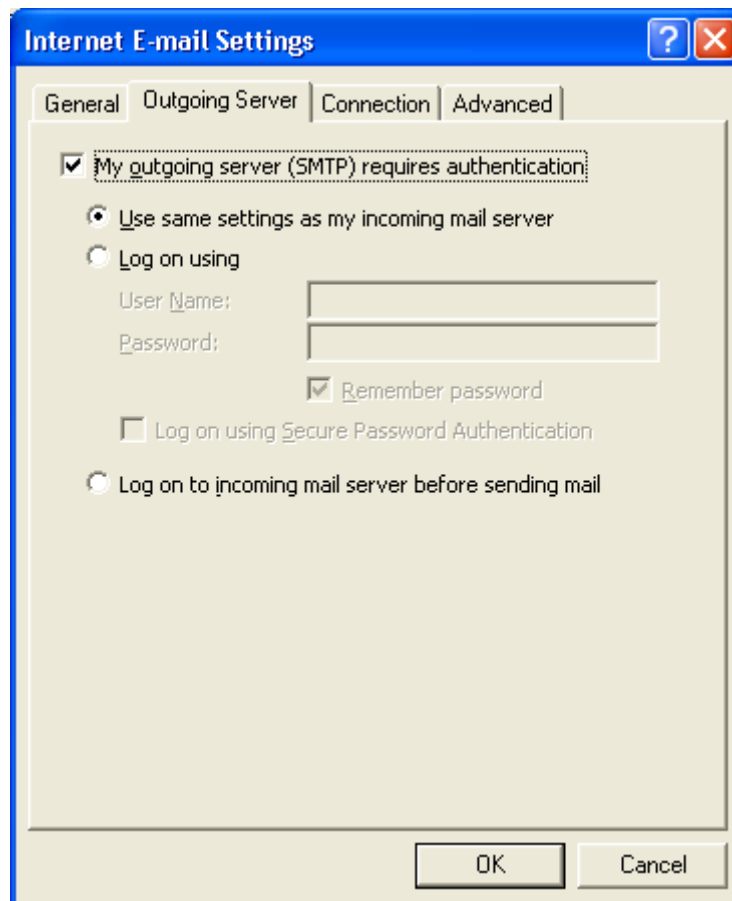 Internet E-mail Settings
General Outgoing Server Connection Advanced
My outgoing server (SMTP) requires authentication
Use same settings as my incoming mail server
Log on using
User Name:
Password:
Remember password
Log on using Secure Password Authentication
Log on to incoming mail server before sending mail
OK Cancel